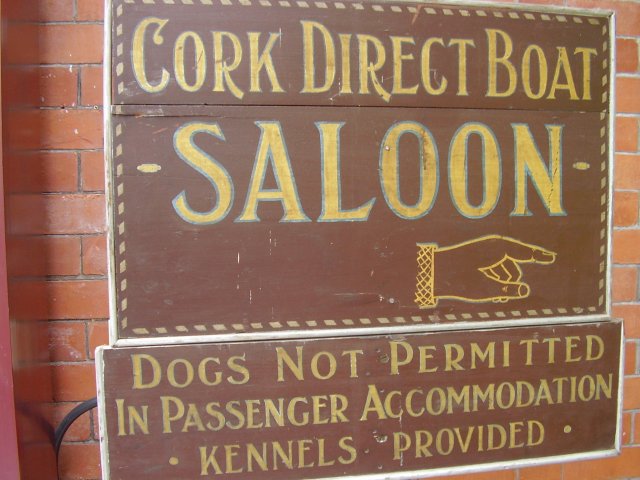 CORK DIRECT BOAT
SALOON
DOGS NOT PERMITTED
IN PASSENGER ACCOMMODATION
· KENNELS PROVIDED ·